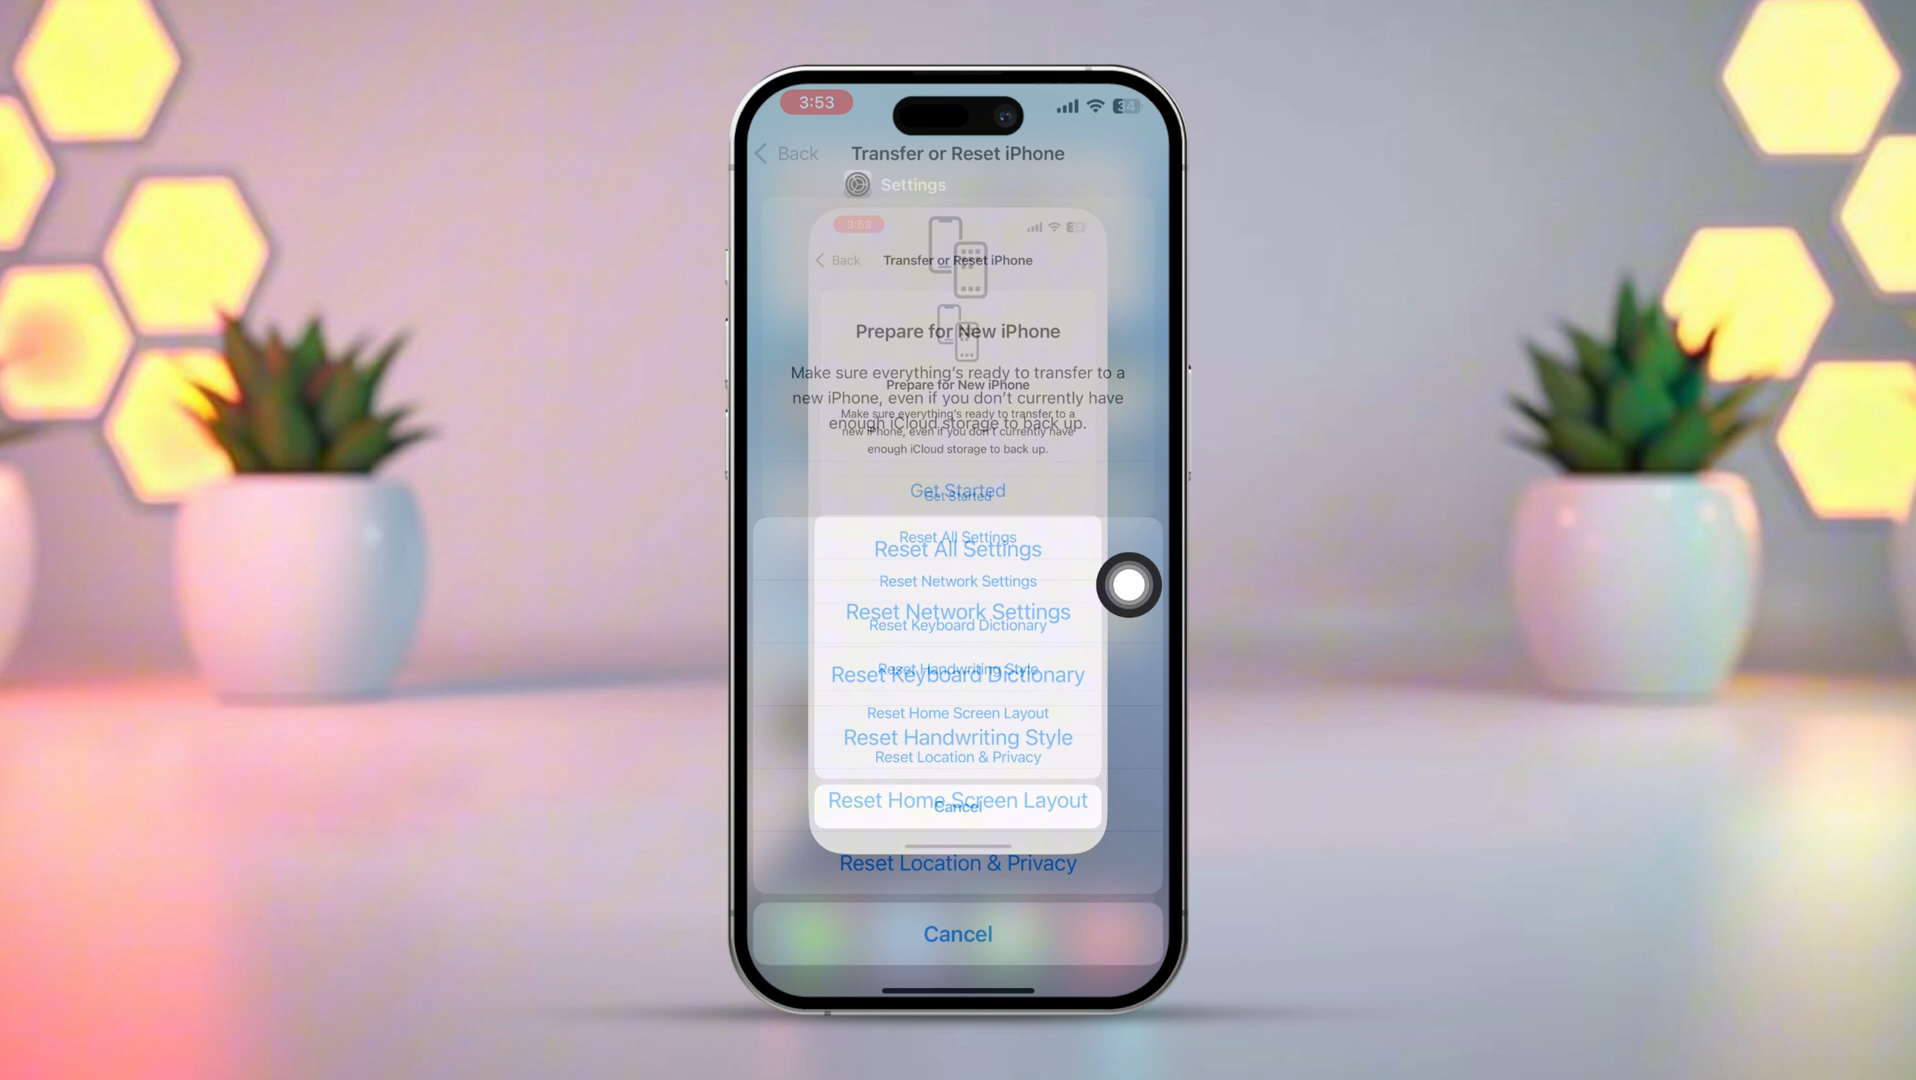 3:53
34
Back
Transfer or Reset iPhone
Settings
3:53
Back
Transfer or Reset iPhone
Prepare for New iPhone
Make sure everything's ready to transfer to a
new iPhone, even if you don't currently have
enough iCloud storage to back up.
Prepare for New iPhone
Make sure everything's ready to transfer to a
new iPhone, even if you don't currently have
enough iCloud storage to back up.
Get Started
Get Started
Reset All Settings
Reset All Settings
Reset Network Settings
Reset Network Settings
Reset Keyboard Dictionary
Reset Handwriting Style
Reset Keyboard Dictionary
Reset Home Screen Layout
Reset Handwriting Style
Reset Location & Privacy
Reset Home Screen Layout
Cancel
Reset Location & Privacy
Cancel